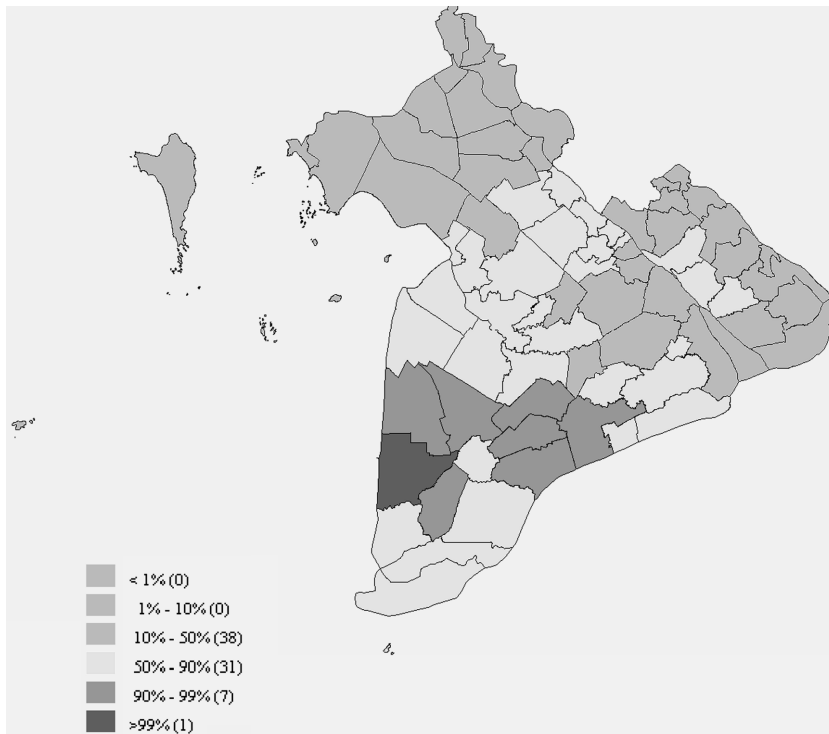 < 1% (0)
1% - 10% (0)
10% - 50% (38)
50% - 90% (31)
90% - 99% (7)
>99% (1)